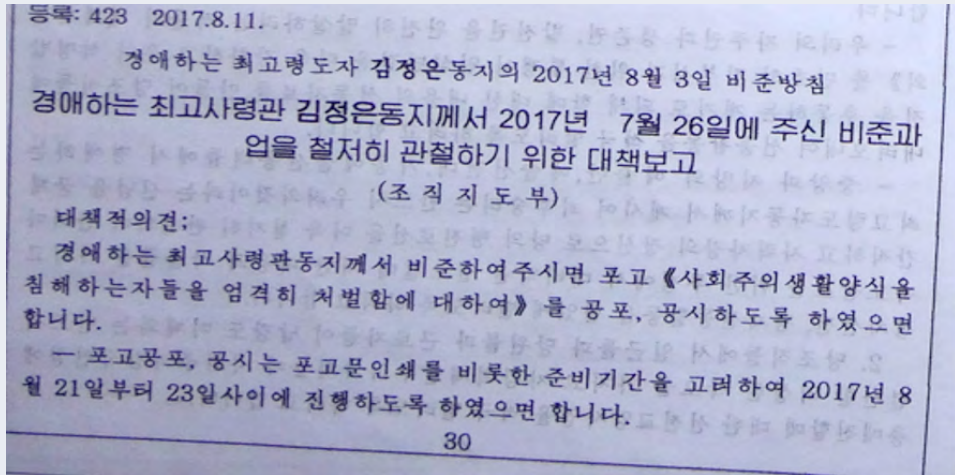 등록: 423 2017.8.11.
경애하는 최고령도자 김정은동지의 2017년 8월 3일 비준방침
경애하는 최고사령관 김정은동지께서 2017년 7월 26일에 주신 비준과
업을 철저히 관철하기 위한 대책보고
(조직지도부)
대책적의견:
경애하는 최고사령관동지께서 비준하여주시면 포고 《사회주의생활양식을
침해하는자들을 엄격히 처벌함에 대하여》를 공포, 공시하도록 하였으면
합니다.
— 포고공포, 공시는 포고문인쇄를 비롯한 준비기간을 고려하여 2017년 8
월 21일부터 23일사이에 진행하도록 하였으면 합니다.
30